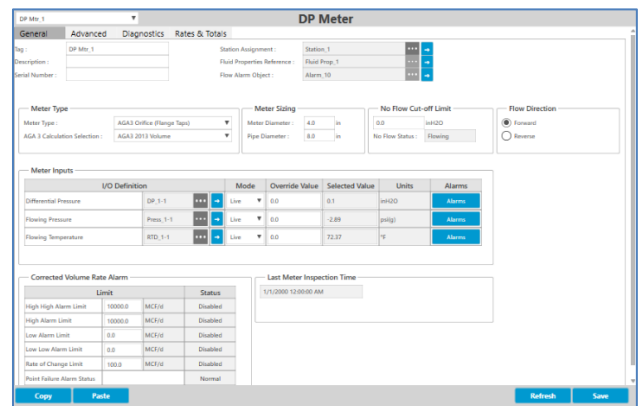 DP Mtr_1
DP Meter
General Advanced Diagnostics Rates & Totals
Tag : DP Mtr_1 Station Assignment : Station_1
Description : Fluid Properties Reference : Fluid Prop_1
Serial Number : Flow Alarm Object : Alarm_10
Meter Type Meter Sizing No Flow Cut-off Limit Flow Direction
Meter Type : AGA3 Orifice (Flange Taps) Meter Diameter : 4.0 in 0.0 inH2O Forward
AGA 3 Calculation Selection : AGA3 2013 Volume Pipe Diameter : 8.0 in No Flow Status : Flowing Reverse
Meter Inputs
I/O Definition Mode Override Value Selected Value Units Alarms
Differential Pressure DP_1-1 Live 0.0 0.1 inH2O Alarms
Flowing Pressure Press_1-1 Live 0.0 -2.89 psi(g) Alarms
Flowing Temperature RTD_1-1 Live 0.0 72.37 °F Alarms
Corrected Volume Rate Alarm Last Meter Inspection Time
Limit Status 1/1/2000 12:00:00 AM
High High Alarm Limit 10000.0 MCF/d Disabled
High Alarm Limit 10000.0 MCF/d Disabled
Low Alarm Limit 0.0 MCF/d Disabled
Low Low Alarm Limit 0.0 MCF/d Disabled
Rate of Change Limit 100.0 MCF/d Disabled
Point Failure Alarm Status Normal
Copy Paste Refresh Save